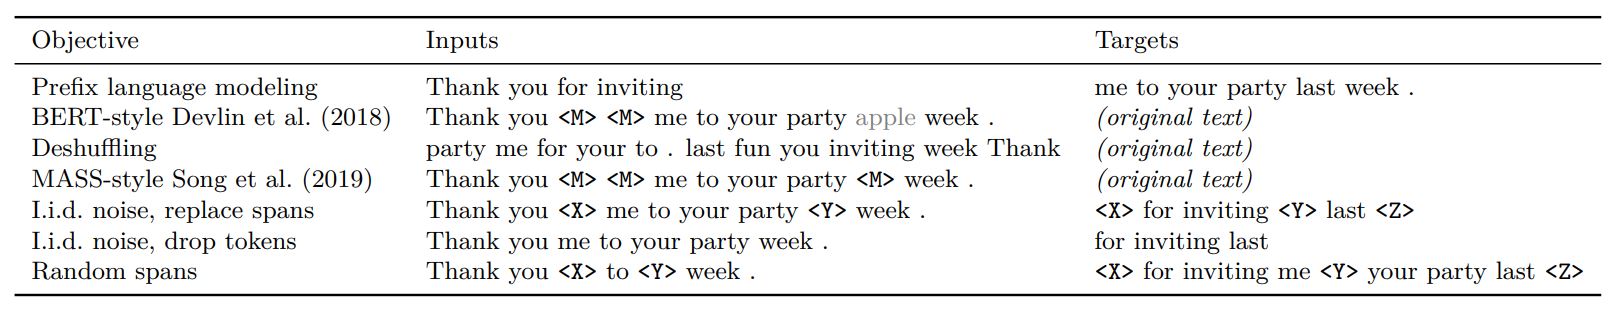 Objective Inputs Targets
Prefix language modeling Thank you for inviting me to your party last week .
BERT-style Devlin et al. (2018) Thank you <M> <M> me to your party apple week . (original text)
Deshuffling party me for your to . last fun you inviting week Thank (original text)
MASS-style Song et al. (2019) Thank you <M> <M> me to your party <M> week . (original text)
I.i.d. noise, replace spans Thank you <X> me to your party <Y> week . <X> for inviting <Y> last <Z>
I.i.d. noise, drop tokens Thank you me to your party week . for inviting last
Random spans Thank you <X> to <Y> week . <X> for inviting me <Y> your party last <Z>